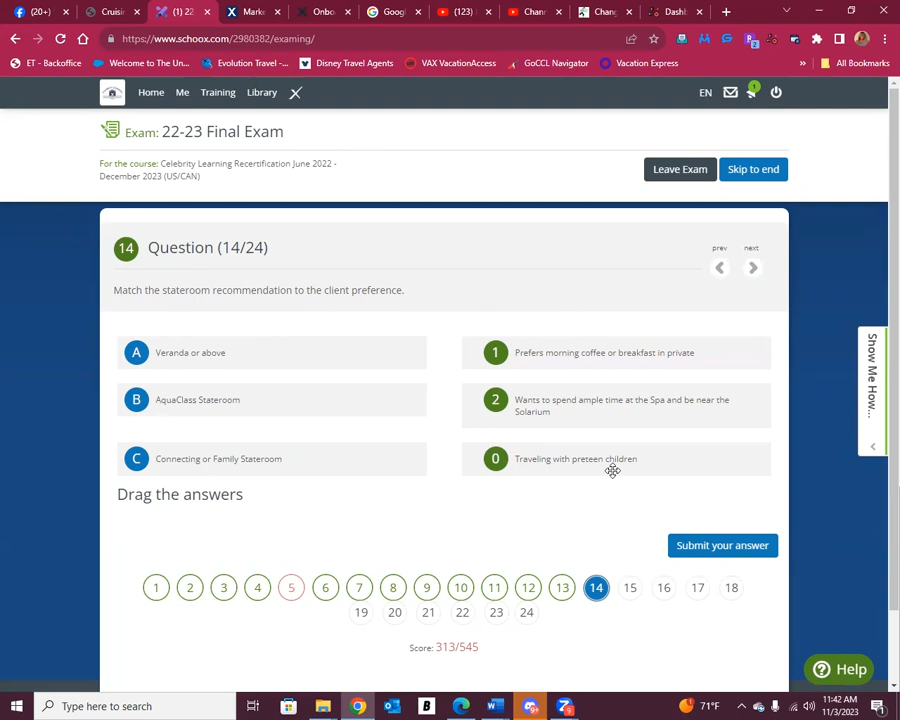 (20+)
Cruisin
(1) 22
Marke
Onbo
Googl
(123)
Chann
Chang
Dashb
https://www.schoox.com/2980382/examing/
ET - Backoffice
Welcome to The Un...
Evolution Travel -...
Disney Travel Agents
VAX VacationAccess
GoCCL Navigator
Vacation Express
»
All Bookmarks
Home Me Training Library
EN
1
Exam: 22-23 Final Exam
For the course: Celebrity Learning Recertification June 2022 -
December 2023 (US/CAN)
Leave Exam
Skip to end
14 Question (14/24)
prev next
Match the stateroom recommendation to the client preference.
A Veranda or above
1 Prefers morning coffee or breakfast in private
B AquaClass Stateroom
2 Wants to spend ample time at the Spa and be near the
Solarium
C Connecting or Family Stateroom
0 Traveling with preteen children
Drag the answers
Submit your answer
1 2 3 4 5 6 7 8 9 10 11 12 13 14 15 16 17 18
19 20 21 22 23 24
Score: 313/545
Show Me How...
Help
Type here to search
71°F
11:42 AM
11/3/2023